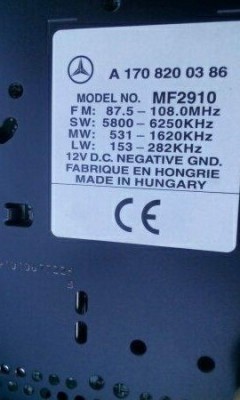 A 170 820 03 86
MODEL NO. MF2910
FM: 87.5 – 108.0MHz
SW: 5800 – 6250KHz
MW: 531 – 1620KHz
LW: 153 – 282KHz
12V D.C. NEGATIVE GND.
FABRIQUE EN HONGRIE
MADE IN HUNGARY
CE